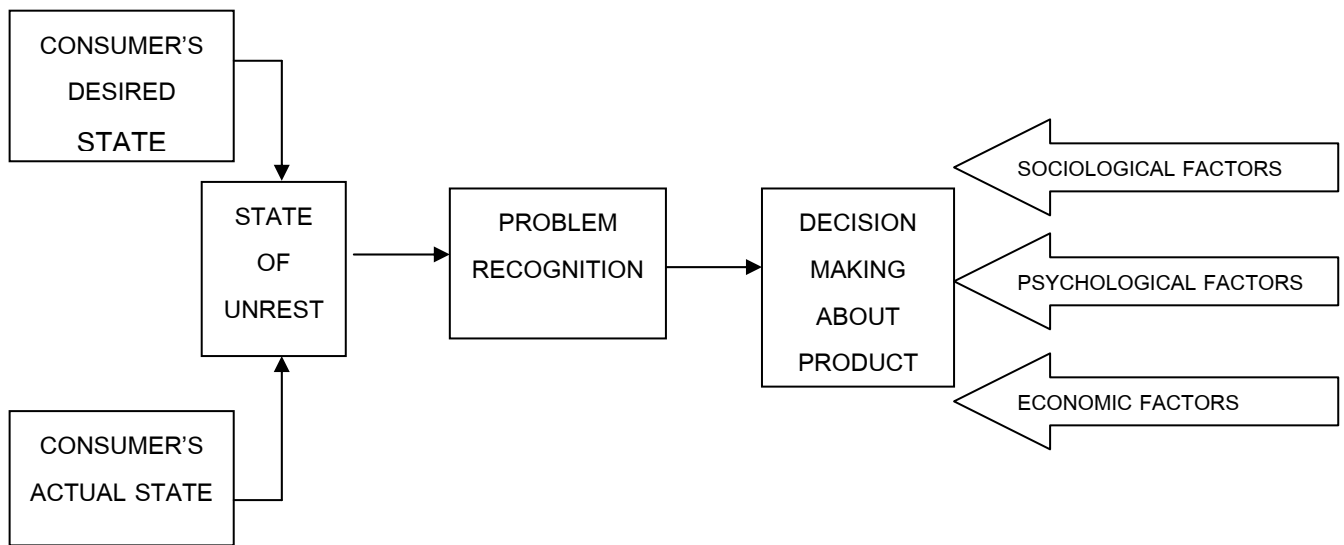 CONSUMER’S
DESIRED
STATE
STATE
OF
UNREST
CONSUMER’S
ACTUAL STATE
PROBLEM
RECOGNITION
DECISION
MAKING
ABOUT
PRODUCT
SOCIOLOGICAL FACTORS
PSYCHOLOGICAL FACTORS
ECONOMIC FACTORS